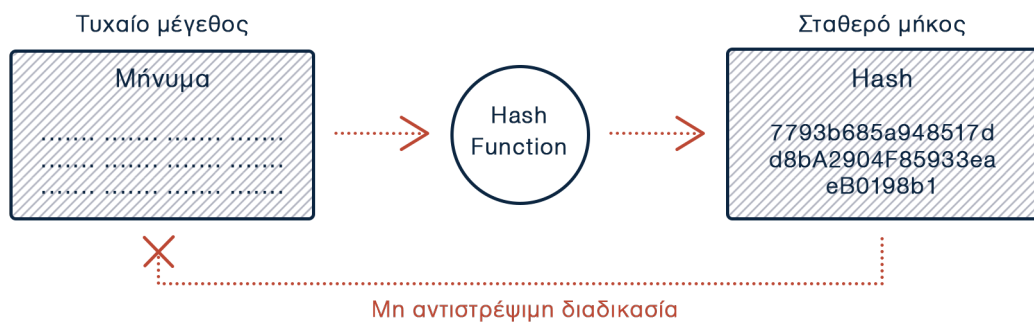 Τυχαίο μέγεθος
Σταθερό μήκος
Μήνυμα
....... ....... ....... .......
....... ....... ....... .......
....... ....... ....... .......
Hash
Function
Hash
7793b685a948517d
d8bA2904F85933ea
eB0198b1
Μη αντιστρέψιμη διαδικασία